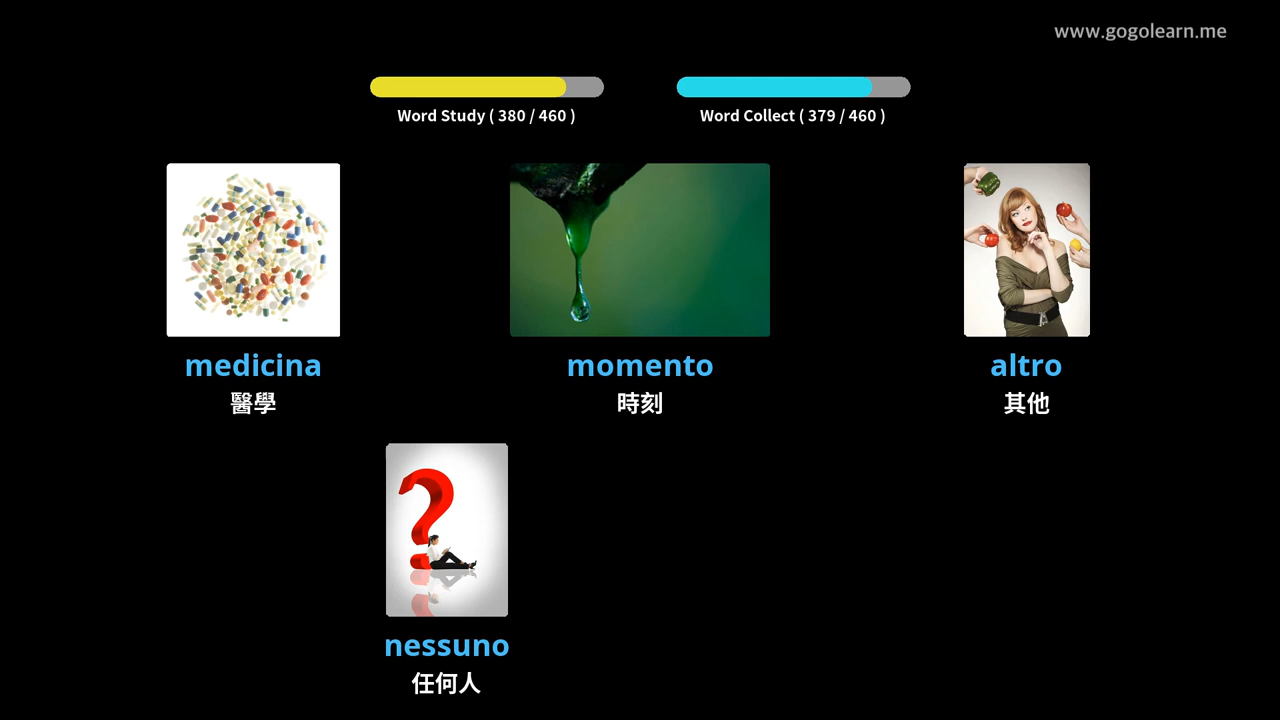 www.gogolearn.me
Word Study ( 380 / 460 )
Word Collect ( 379 / 460 )
medicina
醫學
momento
時刻
altro
其他
nessuno
任何人